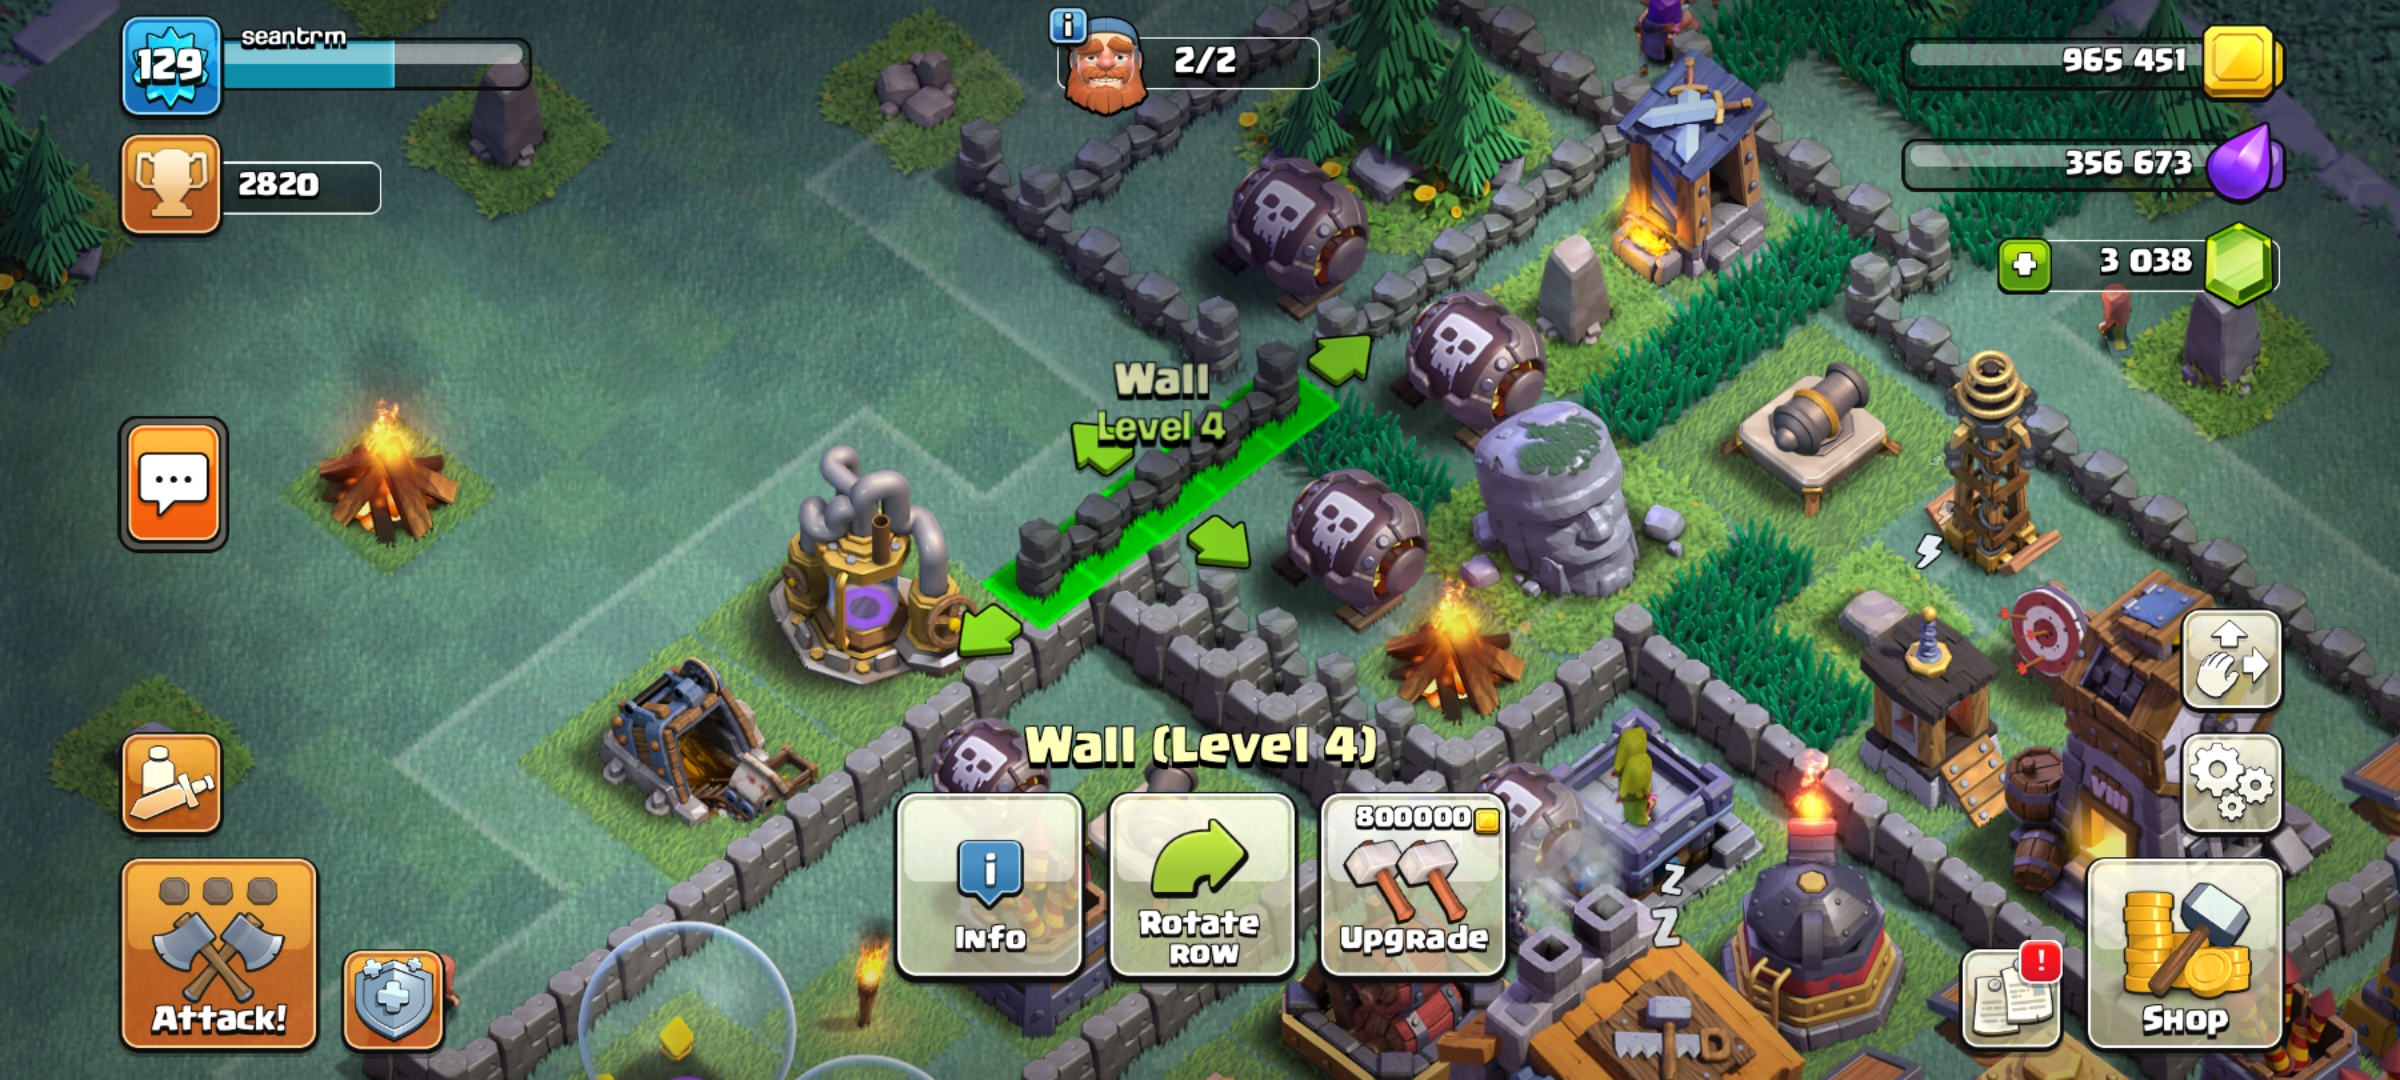 129
seantrm
2/2
965 451
2820
356 673
3 038
Wall
Level 4
Wall (Level 4)
800000
Info
Rotate
Row
Upgrade
VIII
z
z
Attack!
!
Shop